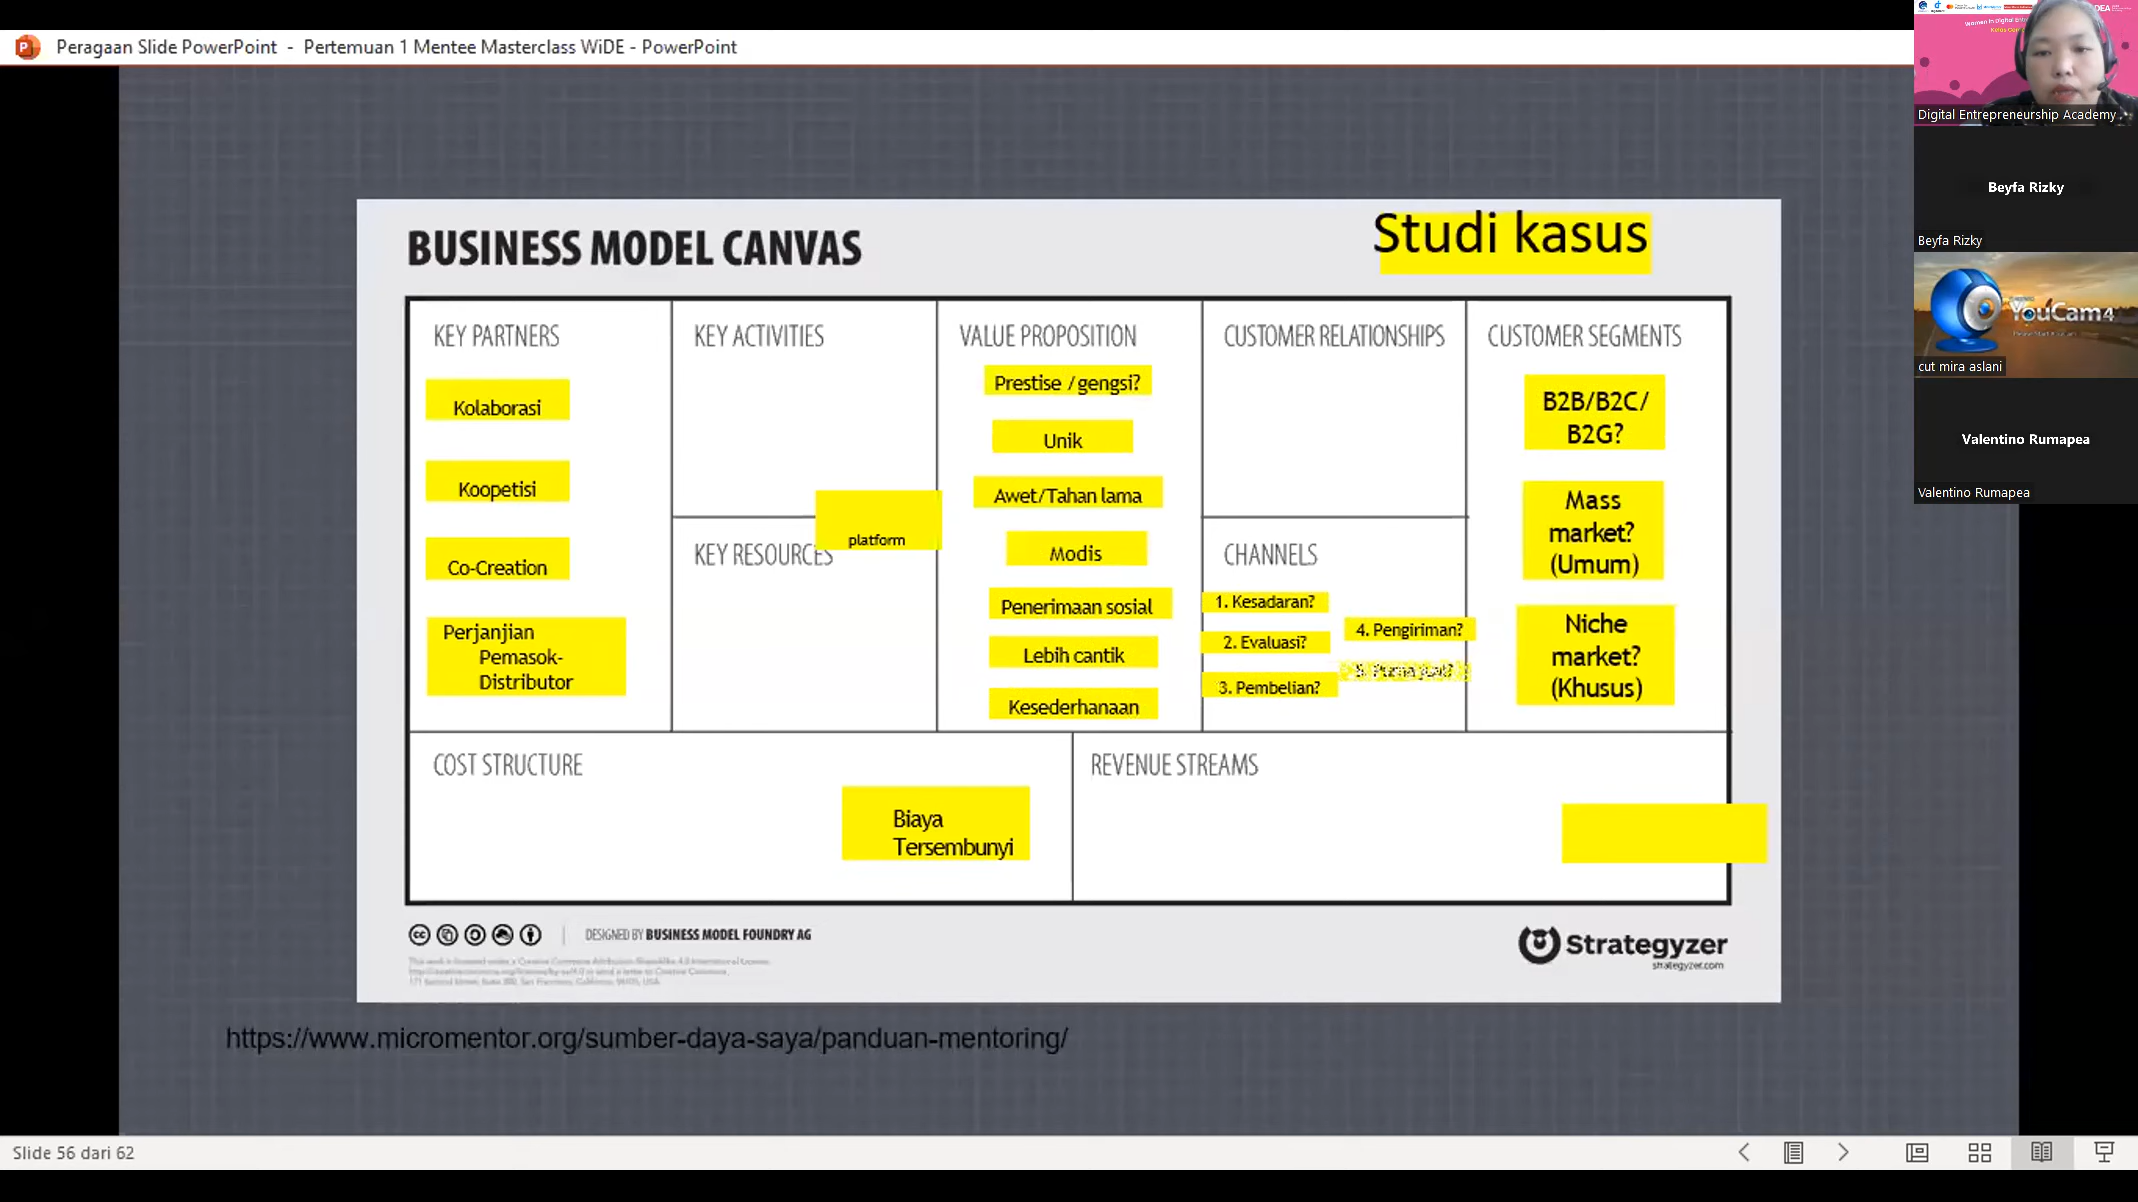 Peragaan Slide PowerPoint - Pertemuan 1 Mentee Masterclass WiDE - PowerPoint
BUSINESS MODEL CANVAS
Studi kasus
KEY PARTNERS
Kolaborasi
Koopetisi
Co-Creation
Perjanjian
Pemasok-
Distributor
KEY ACTIVITIES
platform
KEY RESOURCES
VALUE PROPOSITION
Prestise / gengsi?
Unik
Awet/Tahan lama
Modis
Penerimaan sosial
Lebih cantik
Kesederhanaan
CUSTOMER RELATIONSHIPS
CHANNELS
1. Kesadaran?
2. Evaluasi?
3. Pembelian?
4. Pengiriman?
CUSTOMER SEGMENTS
B2B/B2C/
B2G?
Mass
market?
(Umum)
Niche
market?
(Khusus)
COST STRUCTURE
Biaya
Tersembunyi
REVENUE STREAMS
DESIGNED BY BUSINESS MODEL FOUNDRY AG
Strategyzer
strategyzer.com
https://www.micromentor.org/sumber-daya-saya/panduan-mentoring/
Slide 56 dari 62
Digital Entrepreneurship Academy
Beyfa Rizky
Beyfa Rizky
YouCam 4
cut mira aslani
Valentino Rumapea
Valentino Rumapea